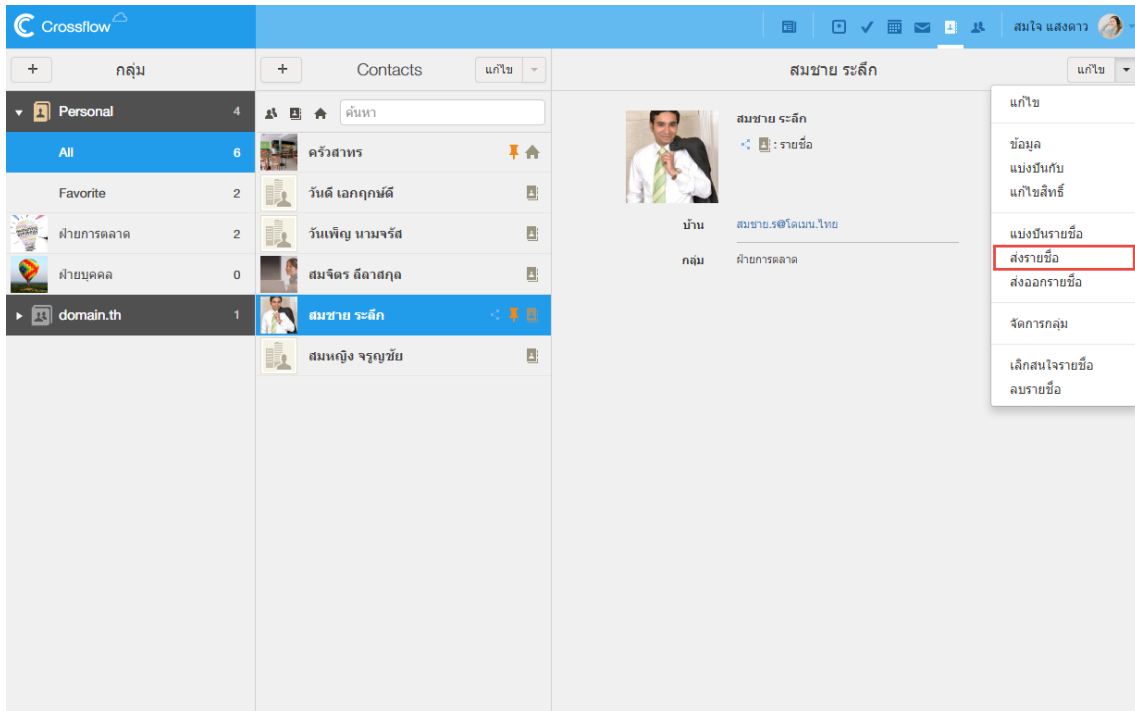 Crossflow
สมใจ แสงดาว
+ กลุ่ม
+ Contacts แก้ไข
สมชาย ระลึก แก้ไข
Personal 4
All 6
Favorite 2
ฝ่ายการตลาด 2
ฝ่ายบุคคล 0
domain.th 1
ค้นหา
ครัวสาทร
วันดี เอกฤกษ์ดี
วันเพ็ญ นามจรัส
สมจิตร ลีลาสกุล
สมชาย ระลึก
สมหญิง จรูญชัย
สมชาย ระลึก
: รายชื่อ
บ้าน สมชาย.ร@โดเมน.ไทย
กลุ่ม ฝ่ายการตลาด
แก้ไข
ข้อมูล
แบ่งปันกับ
แก้ไขสิทธิ์
แบ่งปันรายชื่อ
ส่งรายชื่อ
ส่งออกรายชื่อ
จัดการกลุ่ม
เลิกสนใจรายชื่อ
ลบรายชื่อ